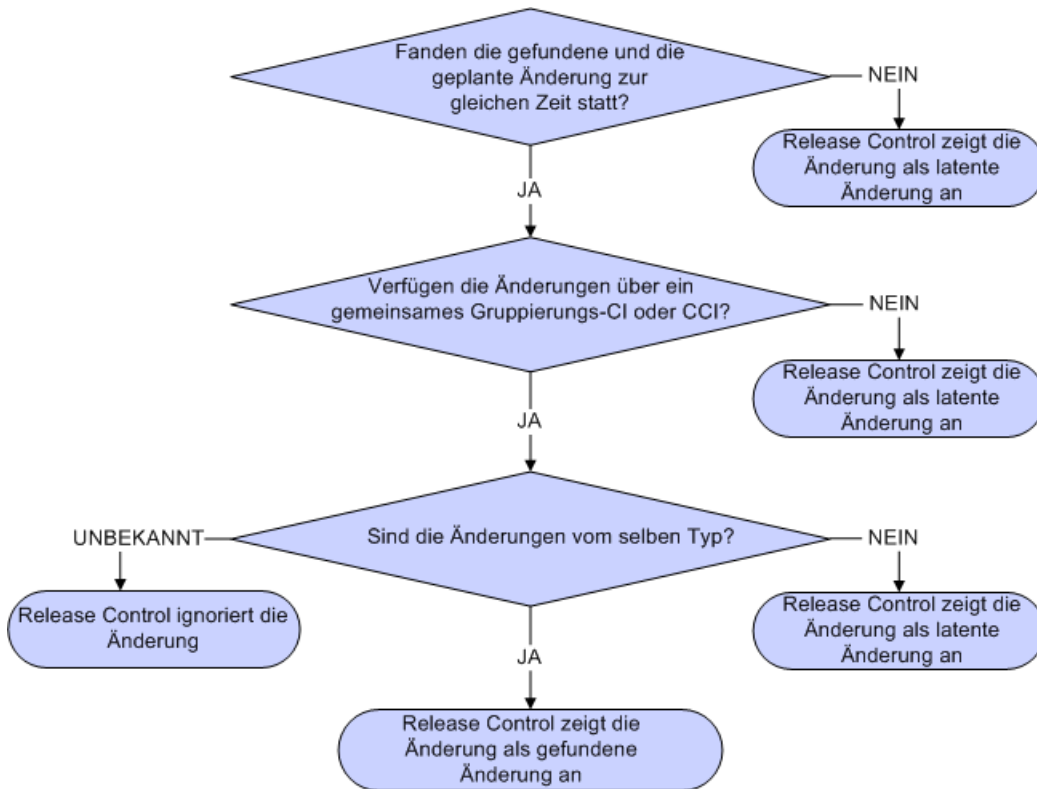 Fanden die gefundene und die
geplante Änderung zur
gleichen Zeit statt?
NEIN
Release Control zeigt die
Änderung als latente
Änderung an
JA
Verfügen die Änderungen über ein
gemeinsames Gruppierungs-CI oder CCI?
NEIN
Release Control zeigt die
Änderung als latente
Änderung an
JA
Sind die Änderungen vom selben Typ?
UNBEKANNT
NEIN
Release Control ignoriert die
Änderung
Release Control zeigt die
Änderung als latente
Änderung an
JA
Release Control zeigt die
Änderung als gefundene
Änderung an